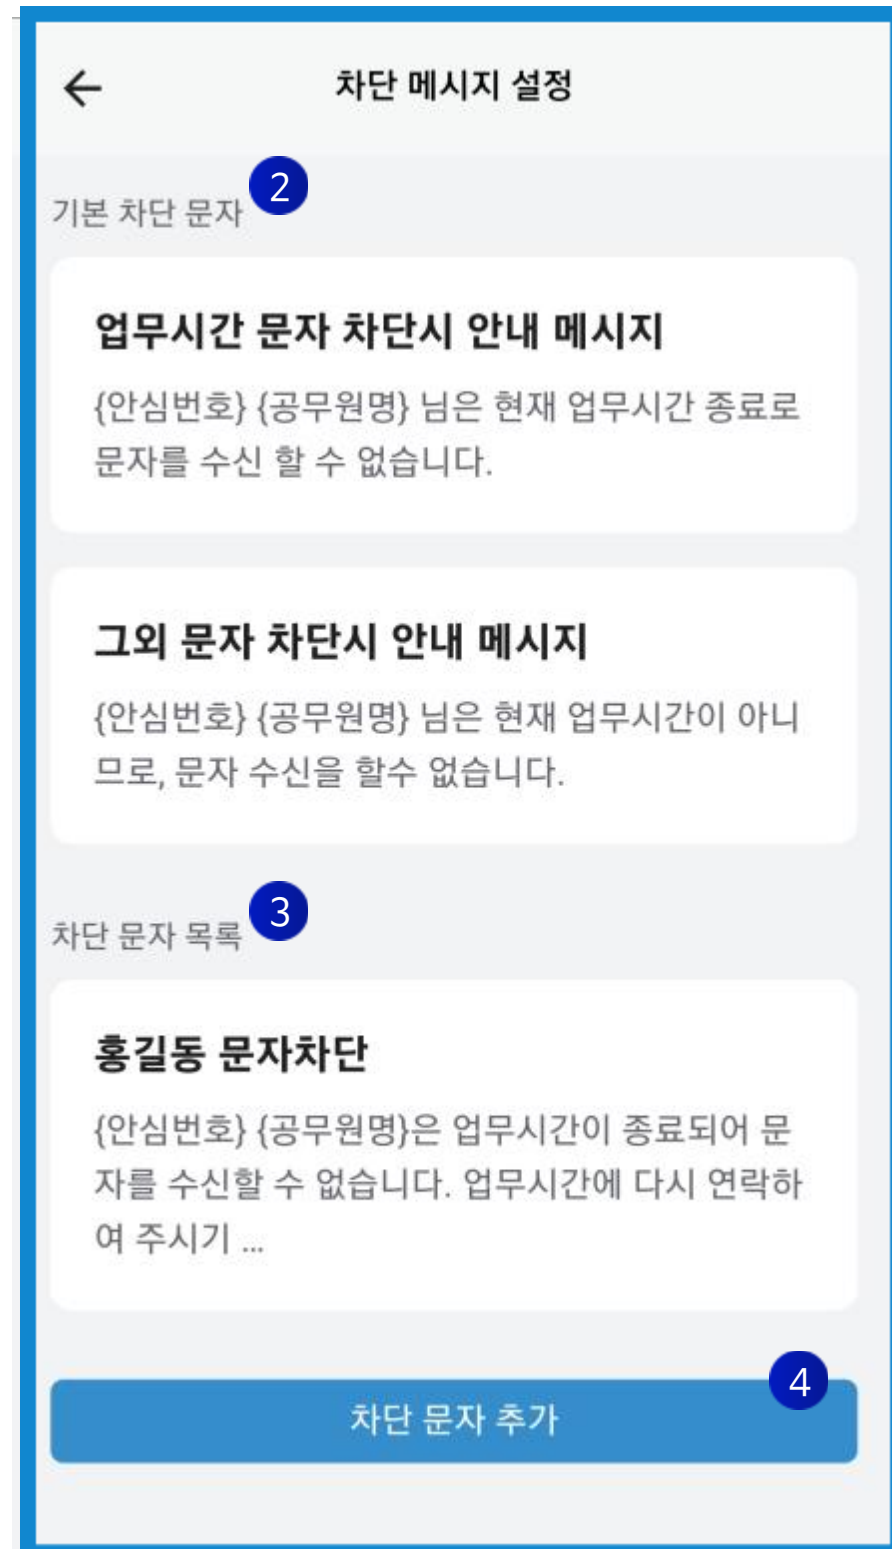 차단 메시지 설정
기본 차단 문자 2
업무시간 문자 차단시 안내 메시지
{안심번호} {공무원명} 님은 현재 업무시간 종료로
문자를 수신 할 수 없습니다.
그외 문자 차단시 안내 메시지
{안심번호} {공무원명} 님은 현재 업무시간이 아니
므로, 문자 수신을 할수 없습니다.
차단 문자 목록 3
홍길동 문자차단
{안심번호} {공무원명}은 업무시간이 종료되어 문
자를 수신할 수 없습니다. 업무시간에 다시 연락하
여 주시기 ...
4
차단 문자 추가